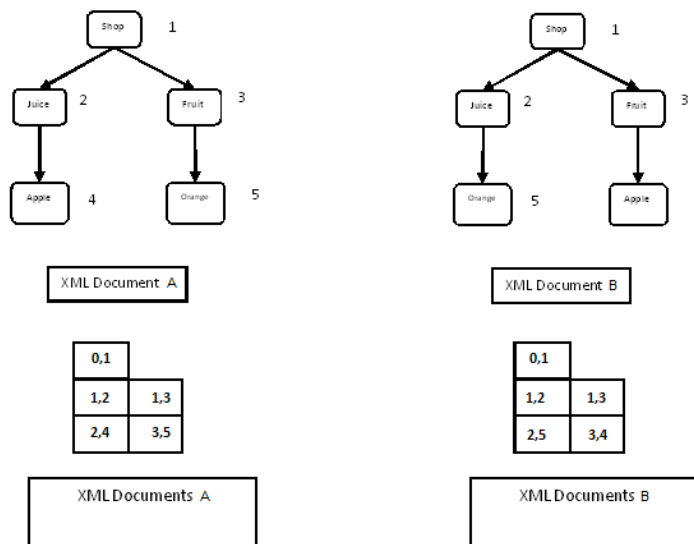 Shop 1
Juice 2
Fruit 3
Apple 4
Orange 5
XML Document A
0,1
1,2 1,3
2,4 3,5
XML Documents A
Shop 1
Juice 2
Fruit 3
Orange 5
Apple
XML Document B
0,1
1,2 1,3
2,5 3,4
XML Documents B